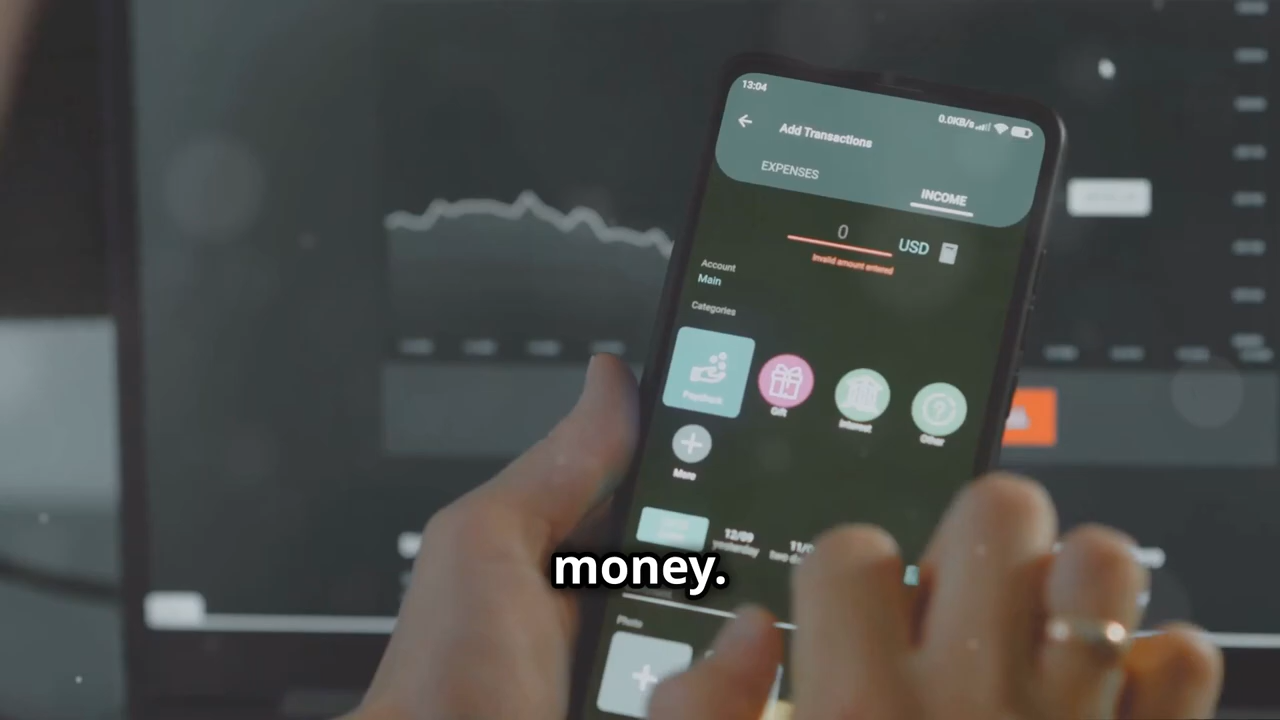 13:04
0.0KB/s
Add Transactions
EXPENSES
INCOME
0
USD
Invalid amount entered
Account
Main
Categories
Paycheck
Gift
Interest
Other
More
12/09
yesterday
money.
Photo